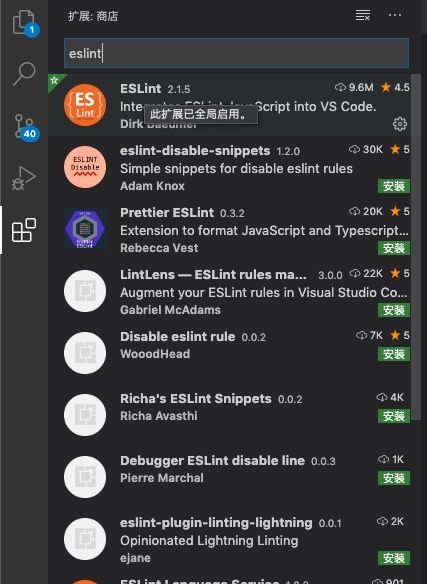 扩展: 商店
1
eslint
ESLint 2.1.5 9.6M 4.5
ES
Lint
Integrates ESLint JavaScript into VS Code.
此扩展已全局启用。
Dirk Baeumer
40
eslint-disable-snippets 1.2.0 30K 5
ESLINT
Disable
Simple snippets for disable eslint rules
Adam Knox 安装
Prettier ESLint 0.3.2 20K 5
Extension to format JavaScript and Typescript...
Rebecca Vest 安装
LintLens — ESLint rules ma... 3.0.0 22K 5
Augment your ESLint rules in Visual Studio Co...
Gabriel McAdams 安装
Disable eslint rule 0.0.2 7K 5
WooodHead 安装
Richa's ESLint Snippets 0.0.2 4K
Richa Avasthi 安装
Debugger ESLint disable line 0.0.3 1K
Pierre Marchal 安装
eslint-plugin-linting-lightning 0.0.1 2K
Opinionated Lightning Linting
ejane 安装
ESLint Language Service 901